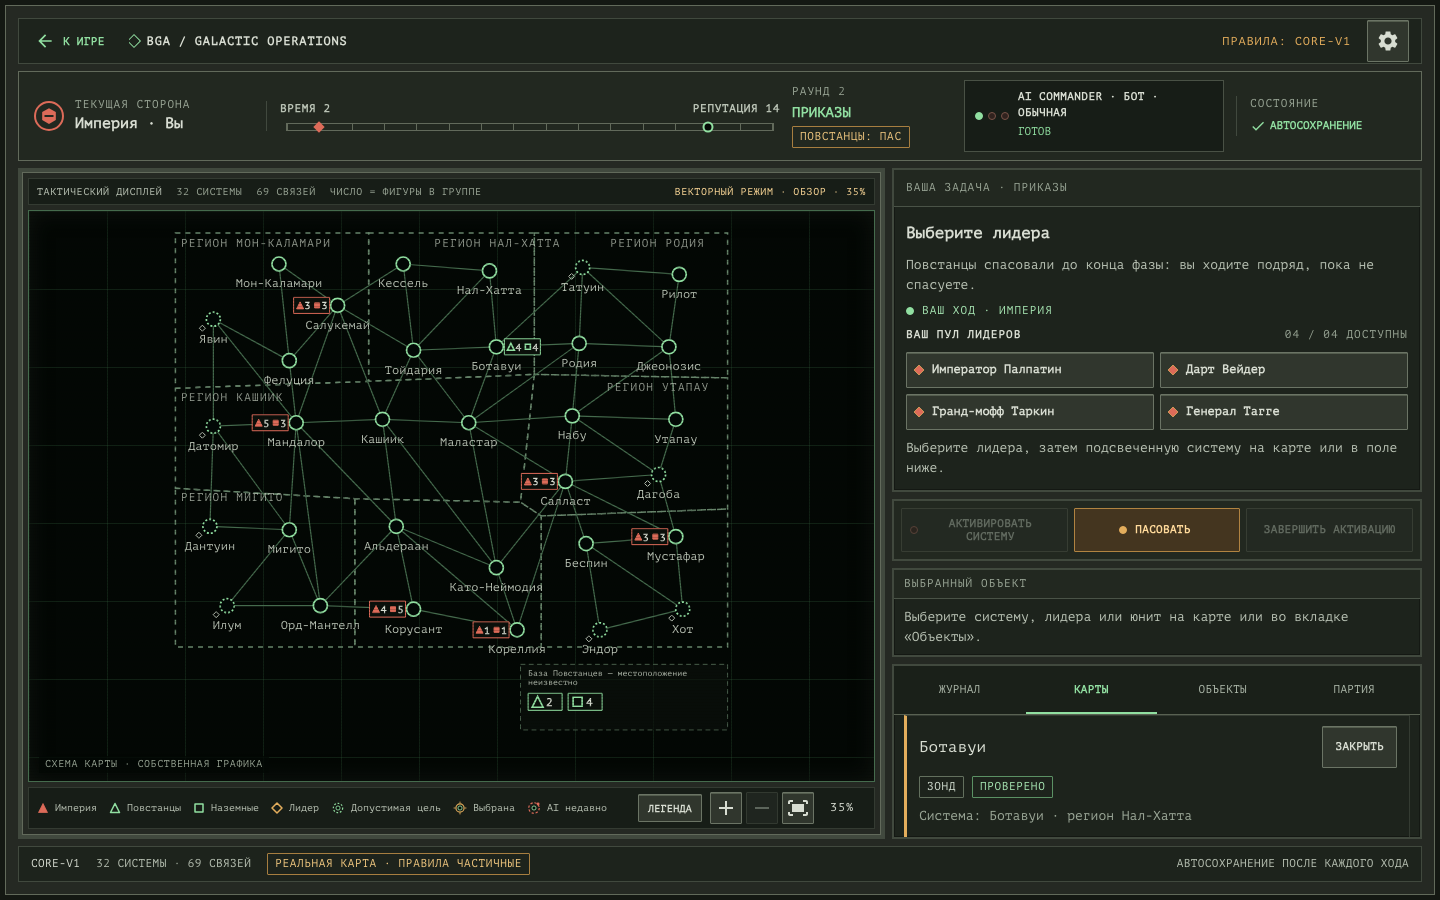 К ИГРЕ
BGA / GALACTIC OPERATIONS
ПРАВИЛА: CORE-V1
ТЕКУЩАЯ СТОРОНА
Империя · Вы
ВРЕМЯ 2
РЕПУТАЦИЯ 14
РАУНД 2
ПРИКАЗЫ
ПОВСТАНЦЫ: ПАС
AI COMMANDER · БОТ ·
ОБЫЧНАЯ
ГОТОВ
СОСТОЯНИЕ
АВТОСОХРАНЕНИЕ
ТАКТИЧЕСКИЙ ДИСПЛЕЙ 32 СИСТЕМЫ 69 СВЯЗЕЙ ЧИСЛО = ФИГУРЫ В ГРУППЕ
ВЕКТОРНЫЙ РЕЖИМ · ОБЗОР · 35%
РЕГИОН МОН-КАЛАМАРИ
РЕГИОН НАЛ-ХАТТА
РЕГИОН РОДИЯ
Мон-Каламари
Кессель
Нал-Хатта
Татуин
Рилот
3 3
Салукемай
Явин
Фелуция
Тойдария
Ботавуи
4 4
Родия
Джеонозис
РЕГИОН УТАПАУ
РЕГИОН КАШИИК
5 3
Датомир
Мандалор
Кашиик
Маластар
Набу
Утапау
3 3
Салласт
Дагоба
РЕГИОН МИГИТО
Дантуин
Мигито
Альдераан
Беспин
3 3
Мустафар
Като-Неймодия
Илум
Орд-Мантелл
4 5
Корусант
1 1
Кореллия
Эндор
Хот
База Повстанцев — местоположение
неизвестно
2 4
СХЕМА КАРТЫ · СОБСТВЕННАЯ ГРАФИКА
Империя
Повстанцы
Наземные
Лидер
Допустимая цель
Выбрана
AI недавно
ЛЕГЕНДА
35%
ВАША ЗАДАЧА · ПРИКАЗЫ
Выберите лидера
Повстанцы спасовали до конца фазы: вы ходите подряд, пока не
спасуете.
ВАШ ХОД · ИМПЕРИЯ
ВАШ ПУЛ ЛИДЕРОВ
04 / 04 ДОСТУПНЫ
Император Палпатин
Дарт Вейдер
Гранд-мофф Таркин
Генерал Тагге
Выберите лидера, затем подсвеченную систему на карте или в поле
ниже.
АКТИВИРОВАТЬ
СИСТЕМУ
ПАСОВАТЬ
ЗАВЕРШИТЬ АКТИВАЦИЮ
ВЫБРАННЫЙ ОБЪЕКТ
Выберите систему, лидера или юнит на карте или во вкладке
«Объекты».
ЖУРНАЛ
КАРТЫ
ОБЪЕКТЫ
ПАРТИЯ
Ботавуи
ЗАКРЫТЬ
ЗОНД
ПРОВЕРЕНО
Система: Ботавуи · регион Нал-Хатта
CORE-V1 32 СИСТЕМЫ · 69 СВЯЗЕЙ
РЕАЛЬНАЯ КАРТА · ПРАВИЛА ЧАСТИЧНЫЕ
АВТОСОХРАНЕНИЕ ПОСЛЕ КАЖДОГО ХОДА